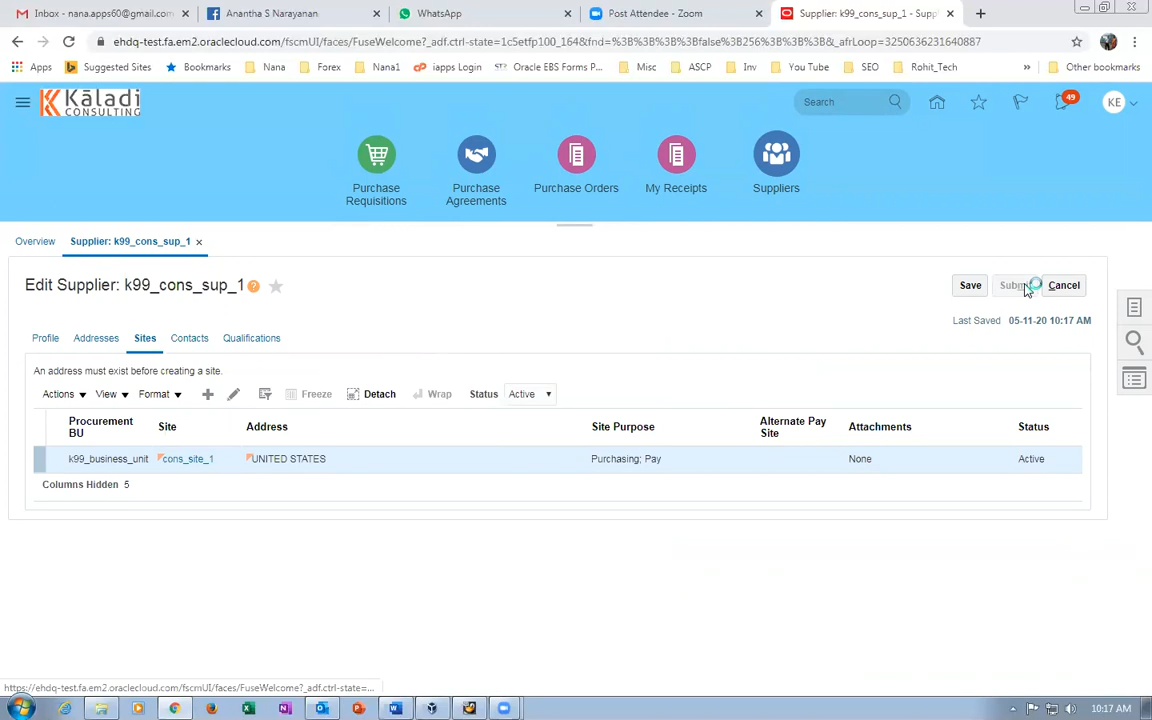 Inbox - nana.apps60@gmail.com
Anantha S Narayanan
WhatsApp
Post Attendee - Zoom
Supplier: k99_cons_sup_1 - Supp
ehdq-test.fa.em2.oraclecloud.com/fscmUI/faces/FuseWelcome?_adf.ctrl-state=1c5etfp100_164&fnd=%3B%3B%3B%3Bfalse%3B256%3B%3B%3B&_afrLoop=3250636231640887
Apps
Suggested Sites
Bookmarks
Nana
Forex
Nana1
iapps Login
Oracle EBS Forms P...
Misc
ASCP
Inv
You Tube
SEO
Rohit_Tech
»
Other bookmarks
Kāladi
CONSULTING
Search
49
KE
Purchase Requisitions
Purchase Agreements
Purchase Orders
My Receipts
Suppliers
Overview
Supplier: k99_cons_sup_1
Edit Supplier: k99_cons_sup_1
Save
Cancel
Last Saved 05-11-20 10:17 AM
Profile
Addresses
Sites
Contacts
Qualifications
An address must exist before creating a site.
Actions
View
Format
Freeze
Detach
Wrap
Status
Active
Procurement BU
Site
Address
Site Purpose
Alternate Pay Site
Attachments
Status
k99_business_unit
cons_site_1
UNITED STATES
Purchasing; Pay
None
Active
Columns Hidden 5
https://ehdq-test.fa.em2.oraclecloud.com/fscmUI/faces/FuseWelcome?_adf.ctrl-state=...
10:17 AM